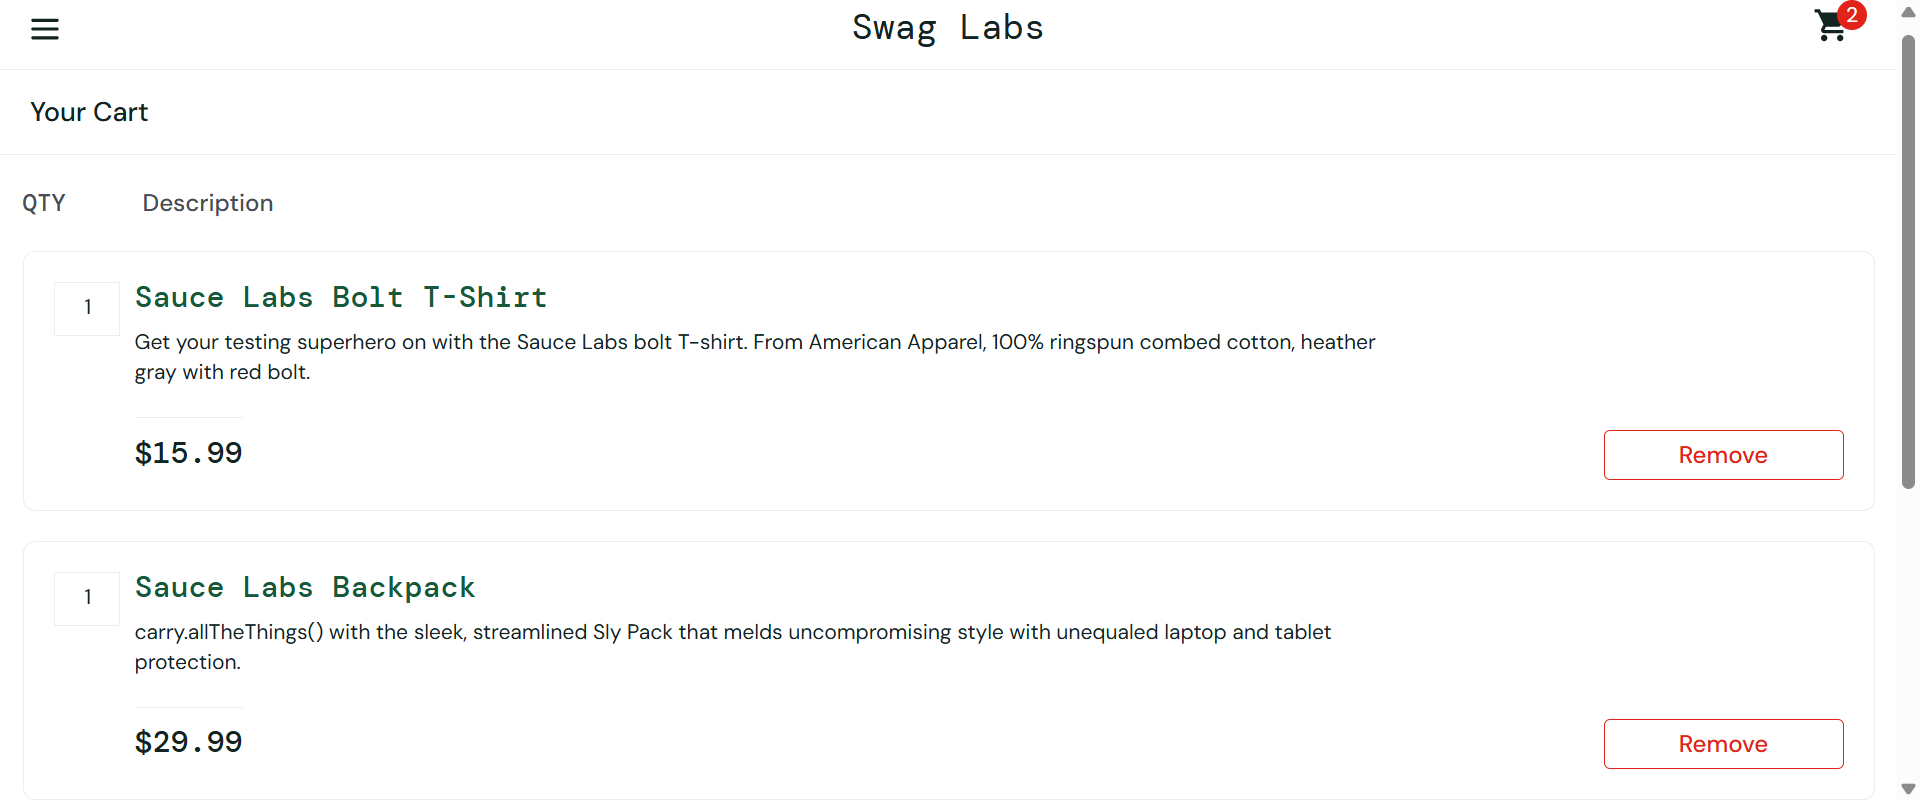 Swag Labs
2
Your Cart
QTY Description
1
Sauce Labs Bolt T-Shirt
Get your testing superhero on with the Sauce Labs bolt T-shirt. From American Apparel, 100% ringspun combed cotton, heather
gray with red bolt.
$15.99
Remove
1
Sauce Labs Backpack
carry.allTheThings() with the sleek, streamlined Sly Pack that melds uncompromising style with unequaled laptop and tablet
protection.
$29.99
Remove